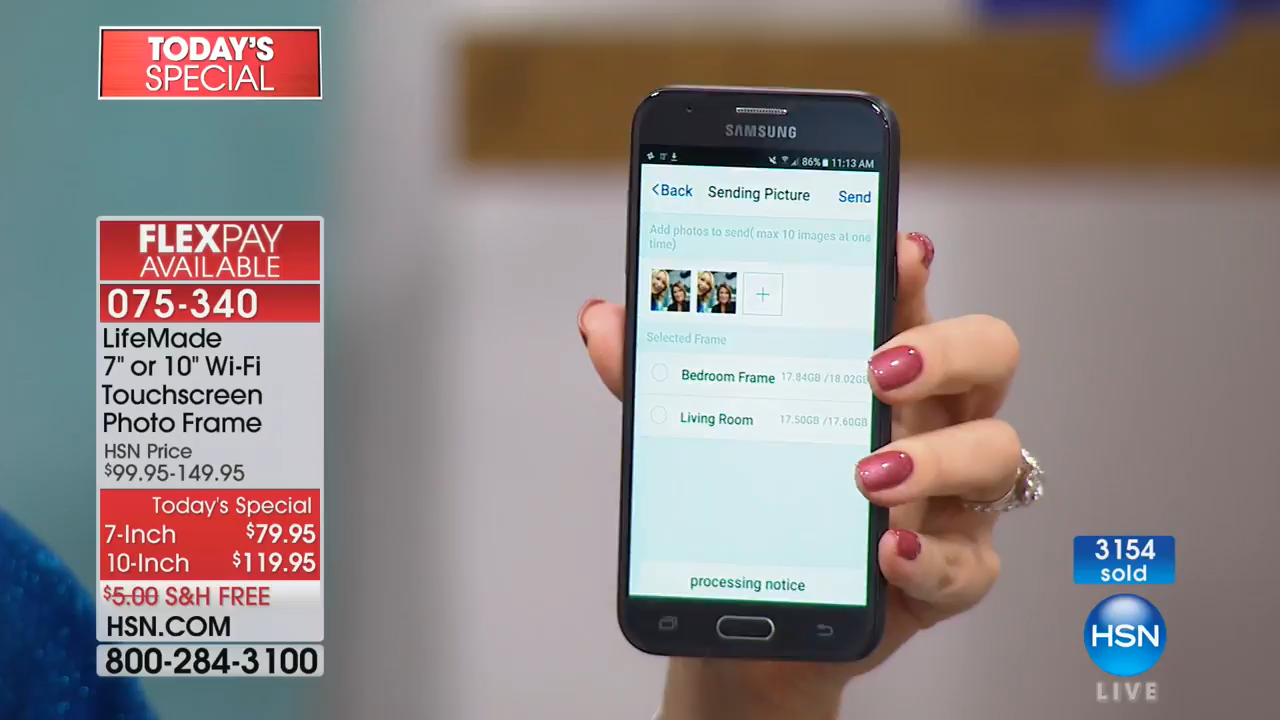 TODAY'S
SPECIAL
FLEXPAY
AVAILABLE
075-340
LifeMade
7" or 10" Wi-Fi
Touchscreen
Photo Frame
HSN Price
$99.95-149.95
Today's Special
7-Inch $79.95
10-Inch $119.95
$5.00 S&H FREE
HSN.COM
800-284-3100
SAMSUNG
86% 11:13 AM
<Back Sending Picture Send
Add photos to send( max 10 images at one
time)
+
Selected Frame
Bedroom Frame 17.84GB /18.02GB
Living Room 17.50GB /17.60GB
processing notice
3154
sold
HSN
LIVE